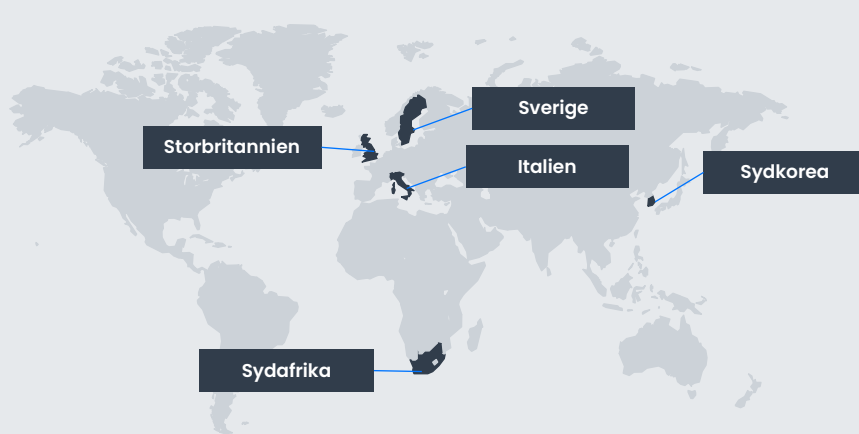 Sverige
Storbritannien
Italien
Sydkorea
Sydafrika